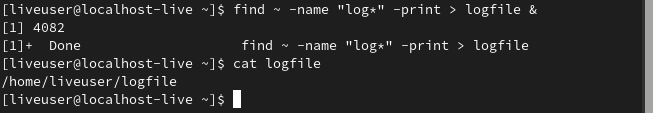 [liveuser@localhost-live ~]$ find ~ -name "log*" -print > logfile &
[1] 4082
[1]+  Done                    find ~ -name "log*" -print > logfile
[liveuser@localhost-live ~]$ cat logfile
/home/liveuser/logfile
[liveuser@localhost-live ~]$